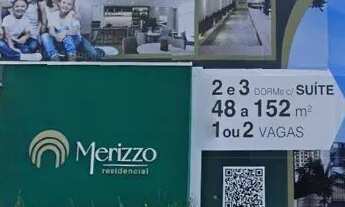 2 e 3 DORMs c/ SUÍTE
48 a 152 m²
1 ou 2 VAGAS
Merizzo
residencial